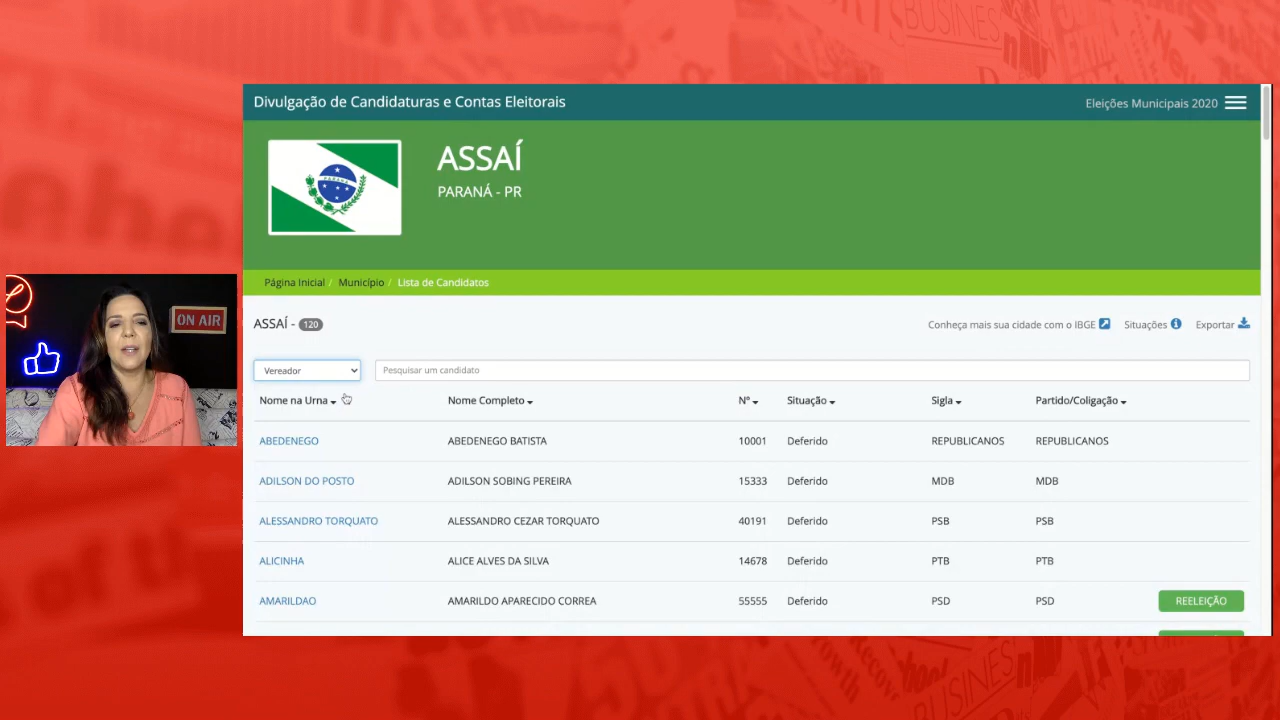 Divulgação de Candidaturas e Contas Eleitorais
Eleições Municipais 2020
ASSAÍ
PARANÁ - PR
Página Inicial / Município / Lista de Candidatos
ASSAÍ - 120
Conheça mais sua cidade com o IBGE Situações Exportar
Vereador Pesquisar um candidato
Nome na Urna Nome Completo Nº Situação Sigla Partido/Coligação
ABEDENEGO ABEDENEGO BATISTA 10001 Deferido REPUBLICANOS REPUBLICANOS
ADILSON DO POSTO ADILSON SOBING PEREIRA 15333 Deferido MDB MDB
ALESSANDRO TORQUATO ALESSANDRO CEZAR TORQUATO 40191 Deferido PSB PSB
ALICINHA ALICE ALVES DA SILVA 14678 Deferido PTB PTB
AMARILDAO AMARILDO APARECIDO CORREA 55555 Deferido PSD PSD REELEIÇÃO
ON AIR
BUSINES
BUSINES